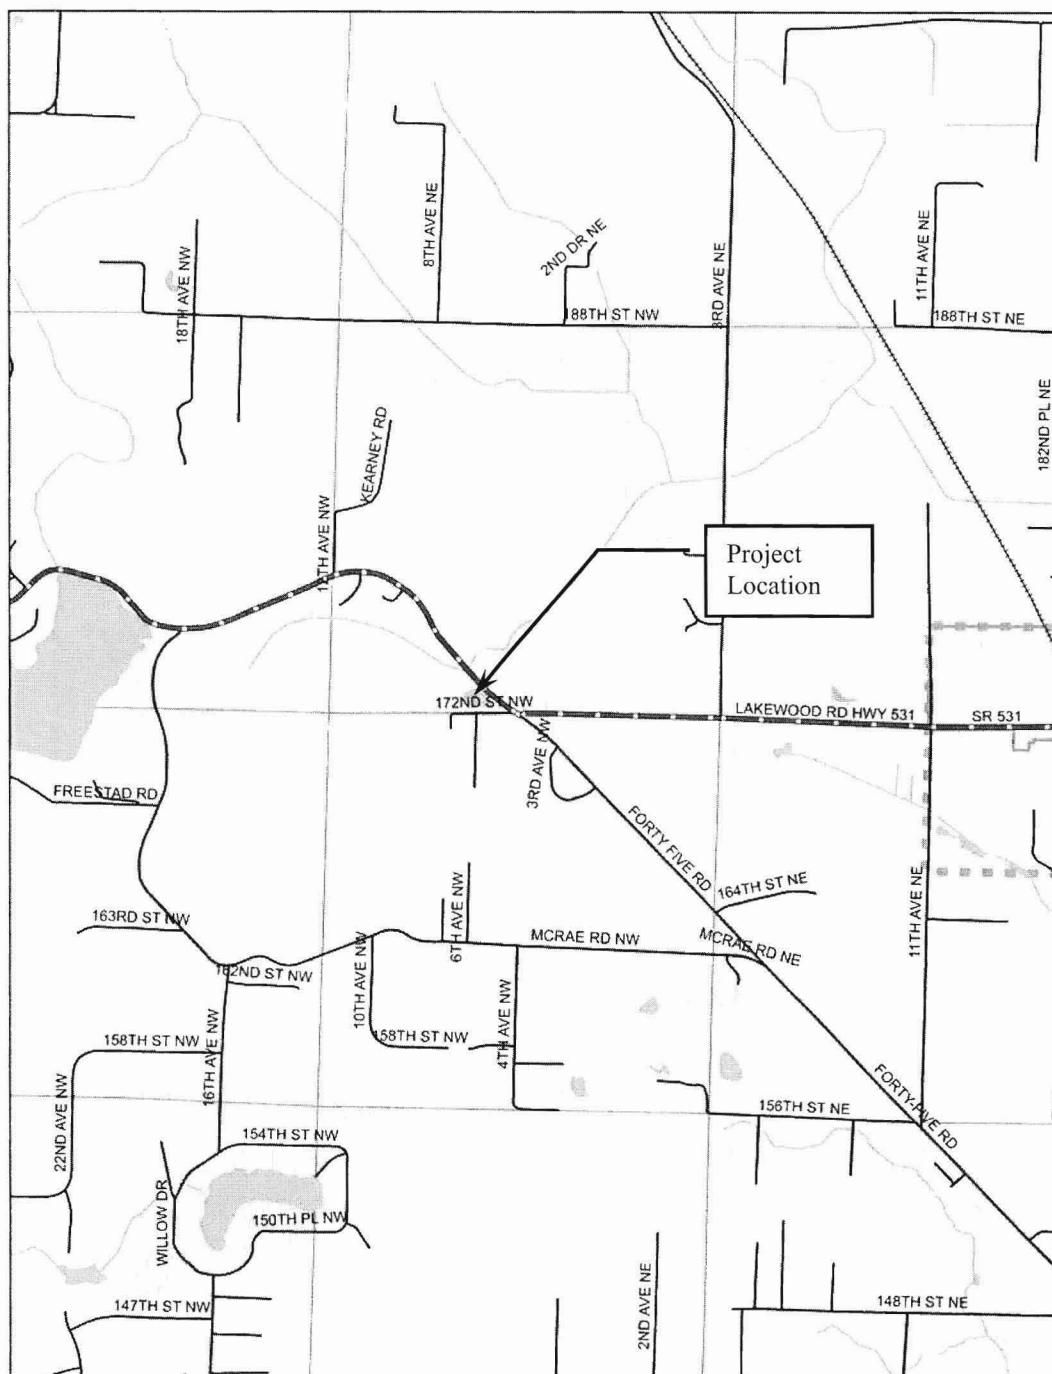 8TH AVE NE
2ND DR NE
18TH AVE NW
188TH ST NW
3RD AVE NE
11TH AVE NE
188TH ST NE
182ND PL NE
KEARNEY RD
AVE NW
Project
Location
172ND ST NW
LAKEWOOD RD HWY 531
SR 531
3RD AVE NW
FREESTAD RD
FORTY FIVE RD
164TH ST NE
11TH AVE NE
163RD ST NW
6TH AVE NW
MCRAE RD NW
MCRAE RD NE
162ND ST NW
10TH AVE NW
158TH ST NW
4TH AVE NW
158TH ST NW
16TH AVE NW
22ND AVE NW
156TH ST NE
FORTY-FIVE RD
154TH ST NW
WILLOW DR
150TH PL NW
147TH ST NW
2ND AVE NE
148TH ST NE